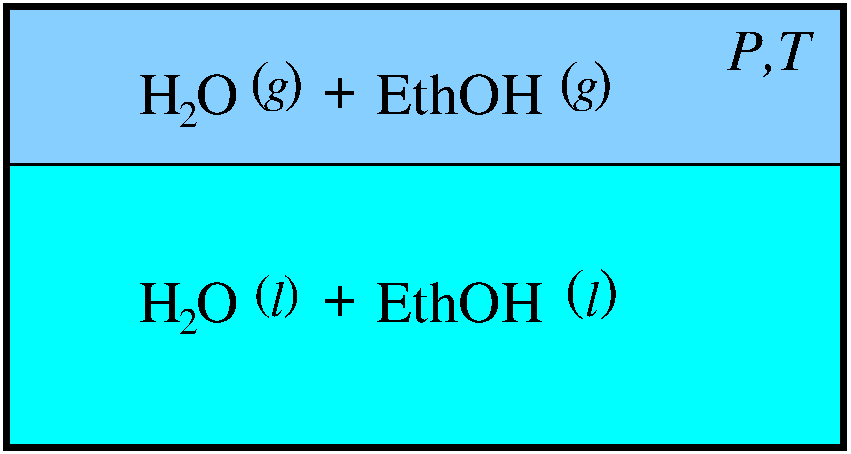 P,T
H₂O (g) + EthOH (g)
H₂O (l) + EthOH (l)